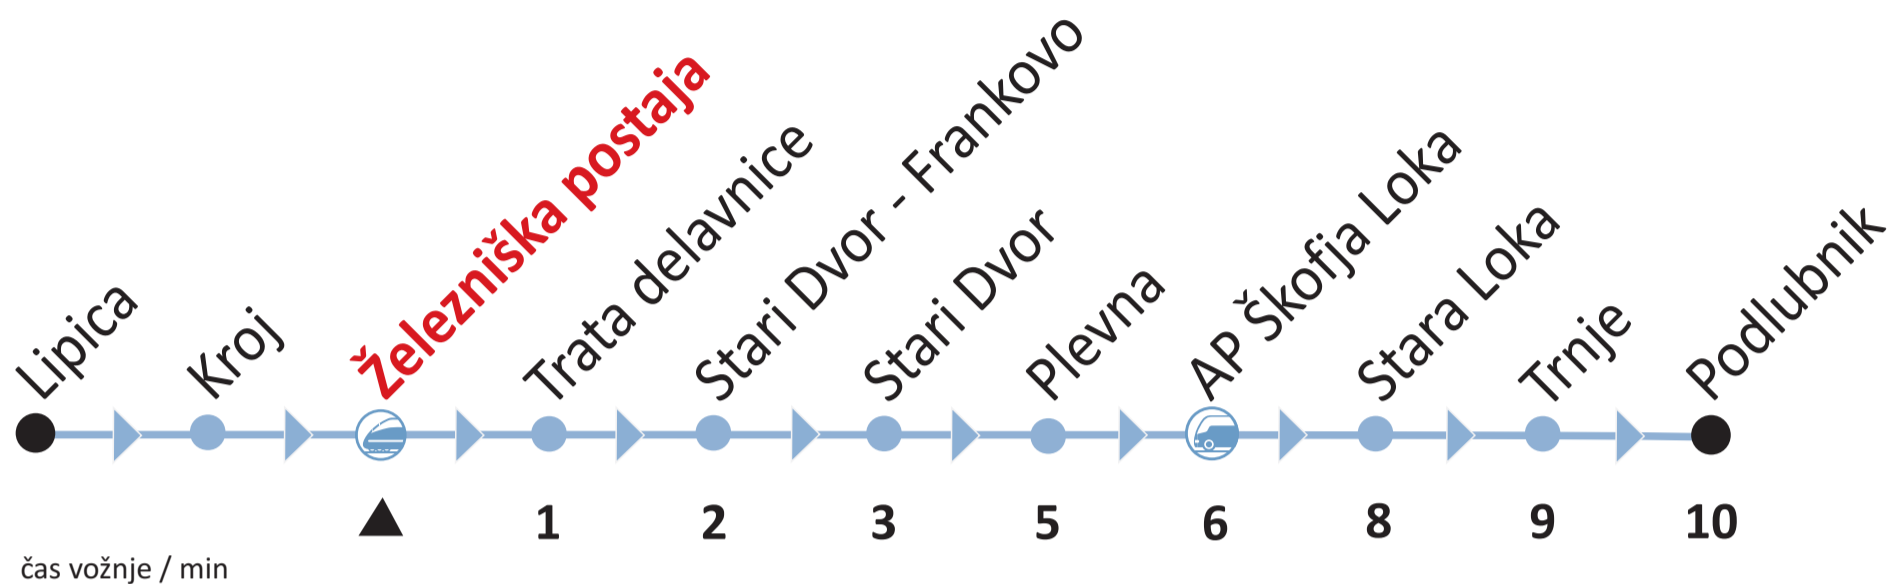 Lipica
Kroj
Železniška postaja
Trata delavnice
Stari Dvor - Frankovo
Stari Dvor
Plevna
AP Škofja Loka
Stara Loka
Trnje
Podlubnik
1 2 3 5 6 8 9 10
čas vožnje / min